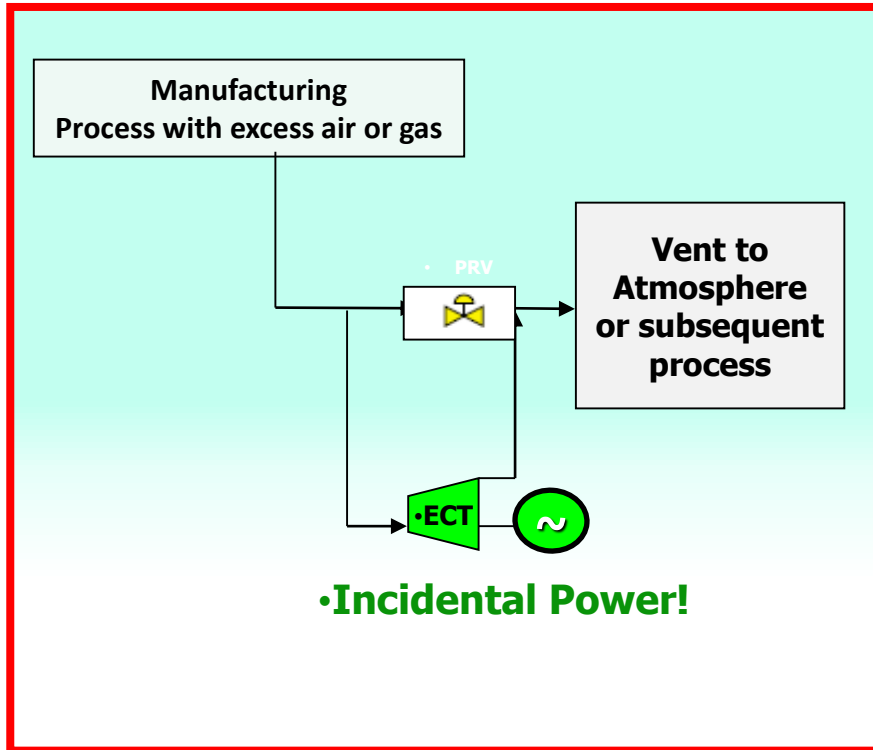 Manufacturing
Process with excess air or gas
• PRV
Vent to
Atmosphere
or subsequent
process
•ECT
~
•Incidental Power!